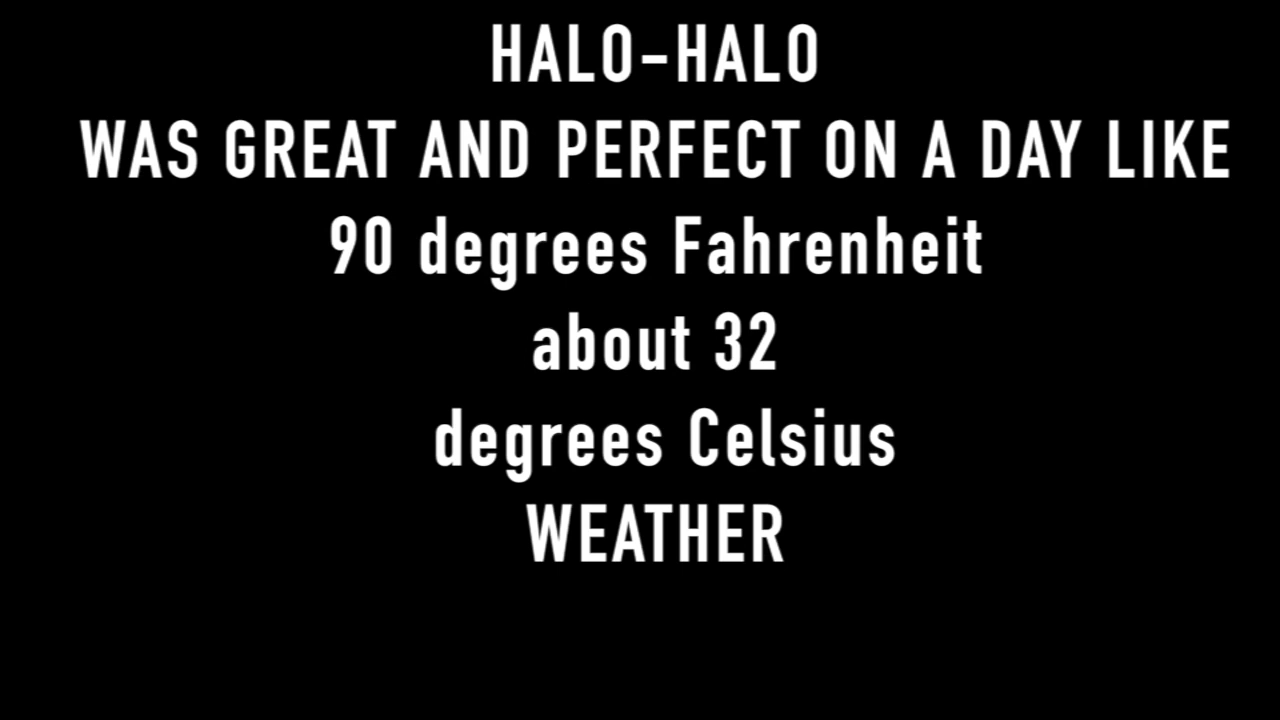 HALO-HALO
WAS GREAT AND PERFECT ON A DAY LIKE
90 degrees Fahrenheit
about 32
degrees Celsius
WEATHER